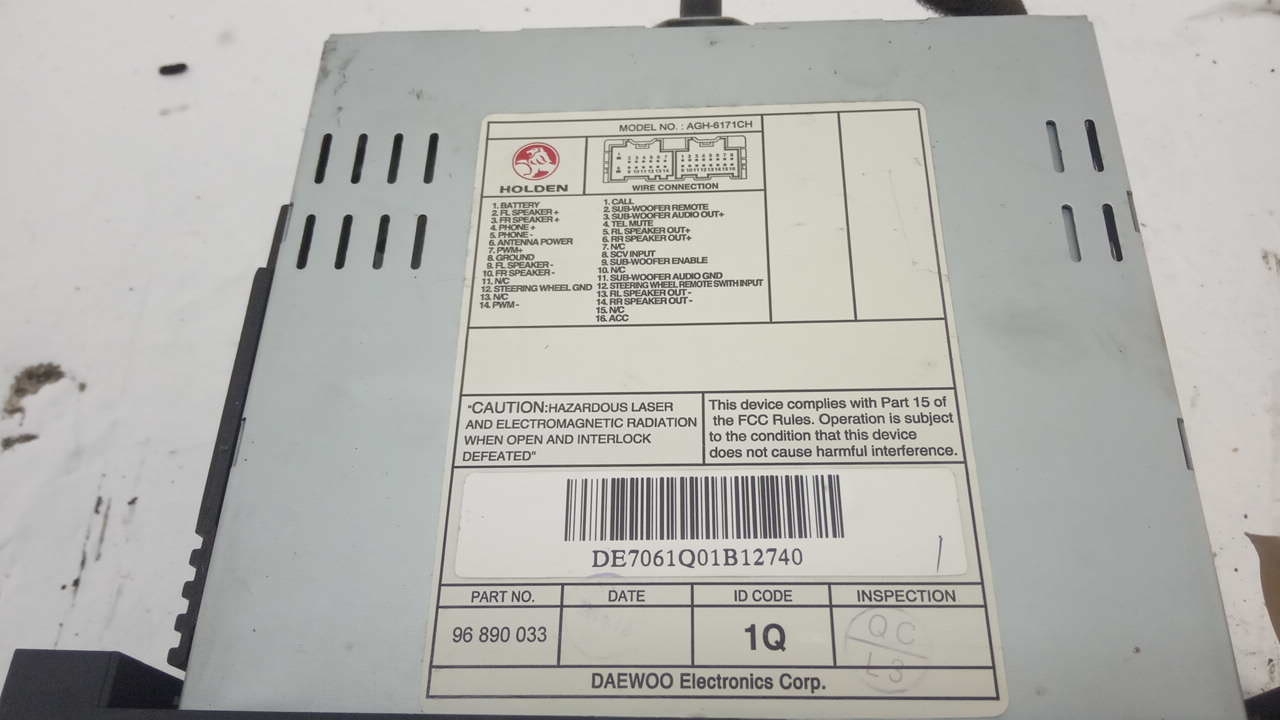 MODEL NO. : AGH-6171CH
HOLDEN
WIRE CONNECTION
1. BATTERY
2. FL SPEAKER +
3. FR SPEAKER +
4. PHONE +
5. PHONE -
6. ANTENNA POWER
7. PWM+
8. GROUND
9. FL SPEAKER-
10. FR SPEAKER -
11. N/C
12. STEERING WHEEL GND
13. N/C
14. PWM -
1. CALL
2. SUB-WOOFER REMOTE
3. SUB-WOOFER AUDIO OUT+
4. TEL MUTE
5. RL SPEAKER OUT+
6. RR SPEAKER OUT+
7. N/C
8. SCV INPUT
9. SUB-WOOFER ENABLE
10. N/C
11. SUB-WOOFER AUDIO GND
12. STEERING WHEEL REMOTE SWITH INPUT
13. RL SPEAKER OUT -
14. RR SPEAKER OUT -
15. N/C
16. ACC
"CAUTION:HAZARDOUS LASER
AND ELECTROMAGNETIC RADIATION
WHEN OPEN AND INTERLOCK
DEFEATED"
This device complies with Part 15 of
the FCC Rules. Operation is subject
to the condition that this device
does not cause harmful interference.
DE7061Q01B12740
PART NO. DATE ID CODE INSPECTION
96 890 033 1Q QC
L3
DAEWOO Electronics Corp.